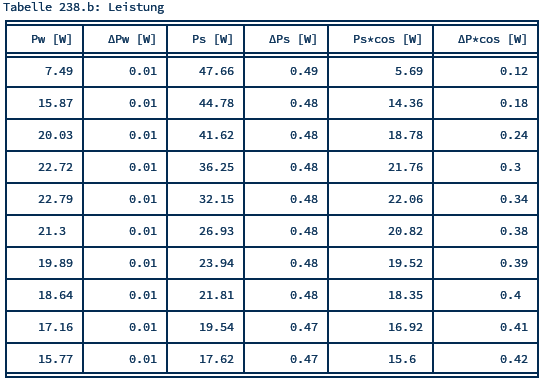 Tabelle 238.b: Leistung
Pw [W] ΔPw [W] Ps [W] ΔPs [W] Ps*cos [W] ΔP*cos [W]
7.49 0.01 47.66 0.49 5.69 0.12
15.87 0.01 44.78 0.48 14.36 0.18
20.03 0.01 41.62 0.48 18.78 0.24
22.72 0.01 36.25 0.48 21.76 0.3
22.79 0.01 32.15 0.48 22.06 0.34
21.3 0.01 26.93 0.48 20.82 0.38
19.89 0.01 23.94 0.48 19.52 0.39
18.64 0.01 21.81 0.48 18.35 0.4
17.16 0.01 19.54 0.47 16.92 0.41
15.77 0.01 17.62 0.47 15.6 0.42